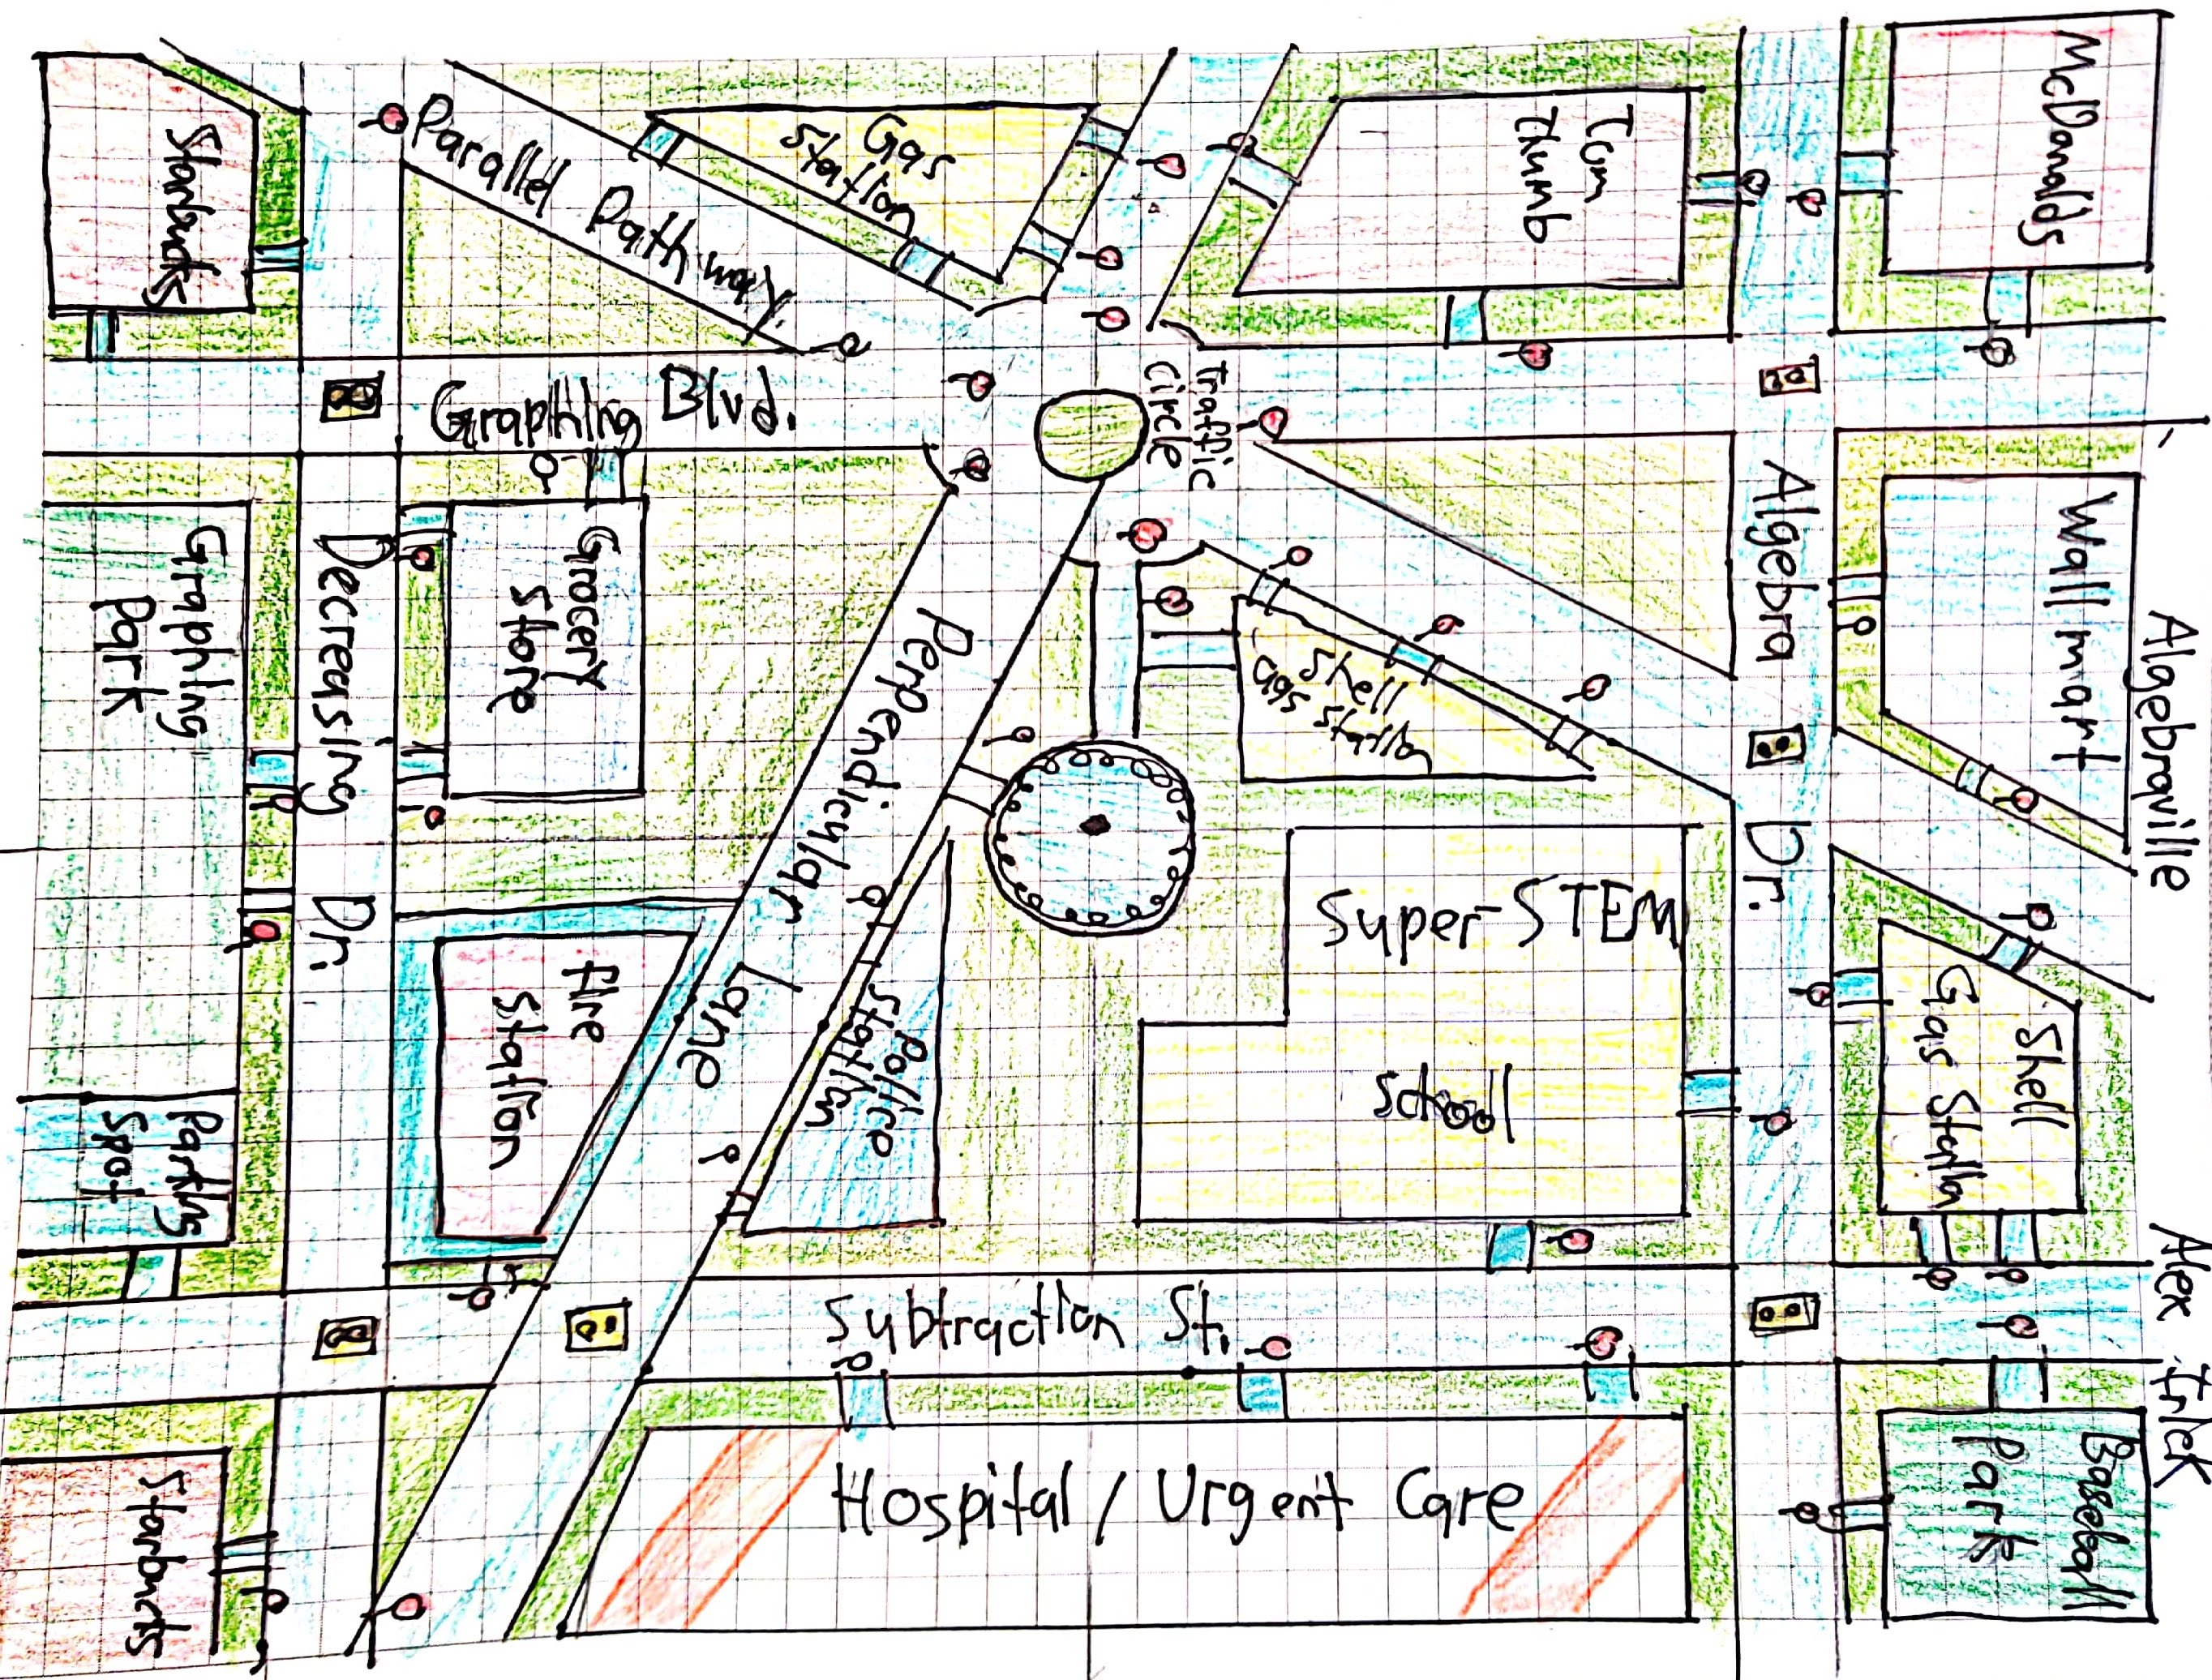 Starbucks
Parallel Pathway
Gas
Station
Tom
Thumb
McDonalds
Graphing Blvd.
Traffic
Circle
Graphing
Park
Decreasing Dr.
Grocery
Store
Perpendicylar Lane
Shell
Gas Station
Algebra Dr.
Wallmart
Algebraville
Super-STEM
School
Fire
Station
Police
Station
Shell
Gas Station
Parking
Spot
Subtraction St.
Alex Irick
Starbucks
Hospital / Urgent Care
Baseball
Park